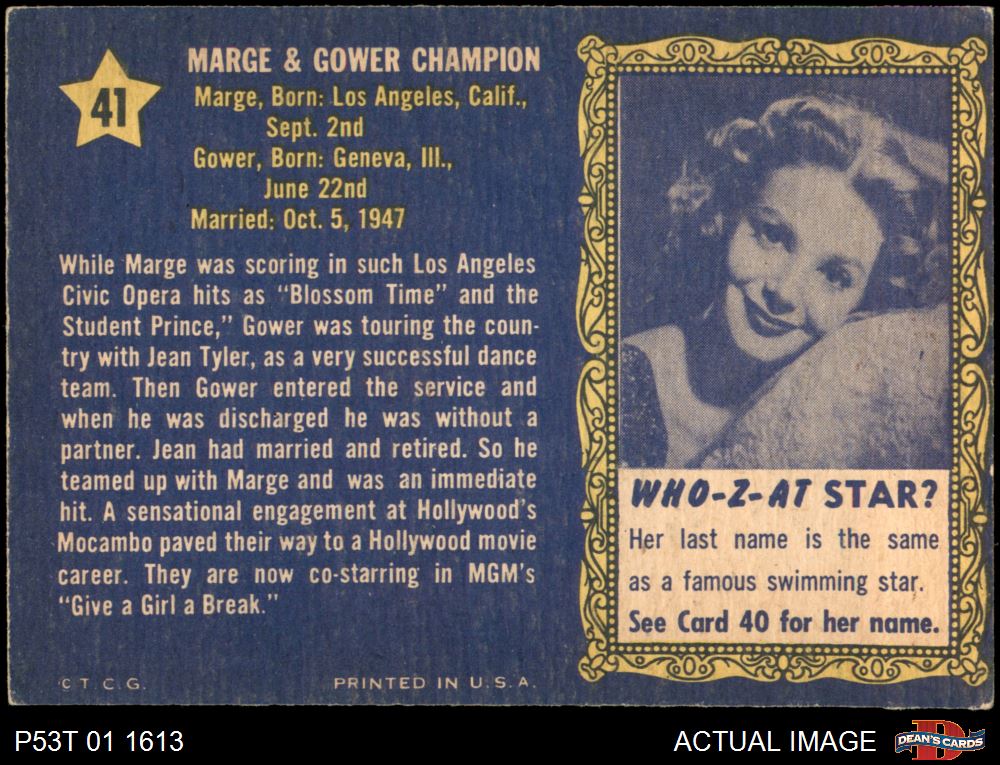 41
MARGE & GOWER CHAMPION
Marge, Born: Los Angeles, Calif.,
Sept. 2nd
Gower, Born: Geneva, Ill.,
June 22nd
Married: Oct. 5, 1947
While Marge was scoring in such Los Angeles
Civic Opera hits as “Blossom Time” and the
Student Prince,” Gower was touring the coun-
try with Jean Tyler, as a very successful dance
team. Then Gower entered the service and
when he was discharged he was without a
partner. Jean had married and retired. So he
teamed up with Marge and was an immediate
hit. A sensational engagement at Hollywood's
Mocambo paved their way to a Hollywood movie
career. They are now co-starring in MGM's
“Give a Girl a Break.”
© T. C. G.
PRINTED IN U. S. A.
WHO-Z-AT STAR?
Her last name is the same
as a famous swimming star.
See Card 40 for her name.
P53T 01 1613
ACTUAL IMAGE
DEAN'S CARDS